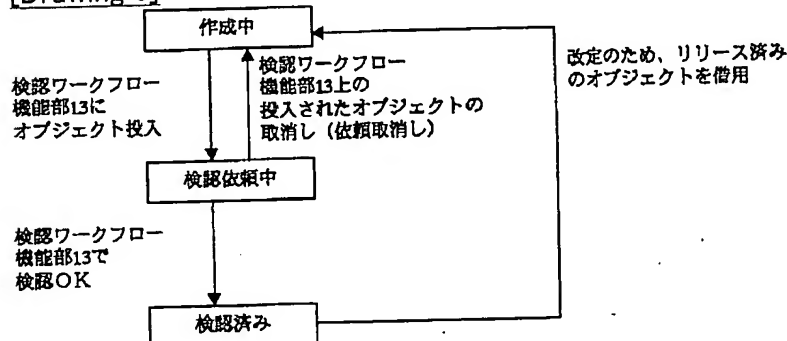 作成中
改定のため、リリース済み
のオブジェクトを借用
検認ワークフロー
機能部13に
オブジェクト投入
検認ワークフロー
機能部13上の
投入されたオブジェクトの
取消し（依頼取消し）
検認依頼中
検認ワークフロー
機能部13で
検認OK
検認済み